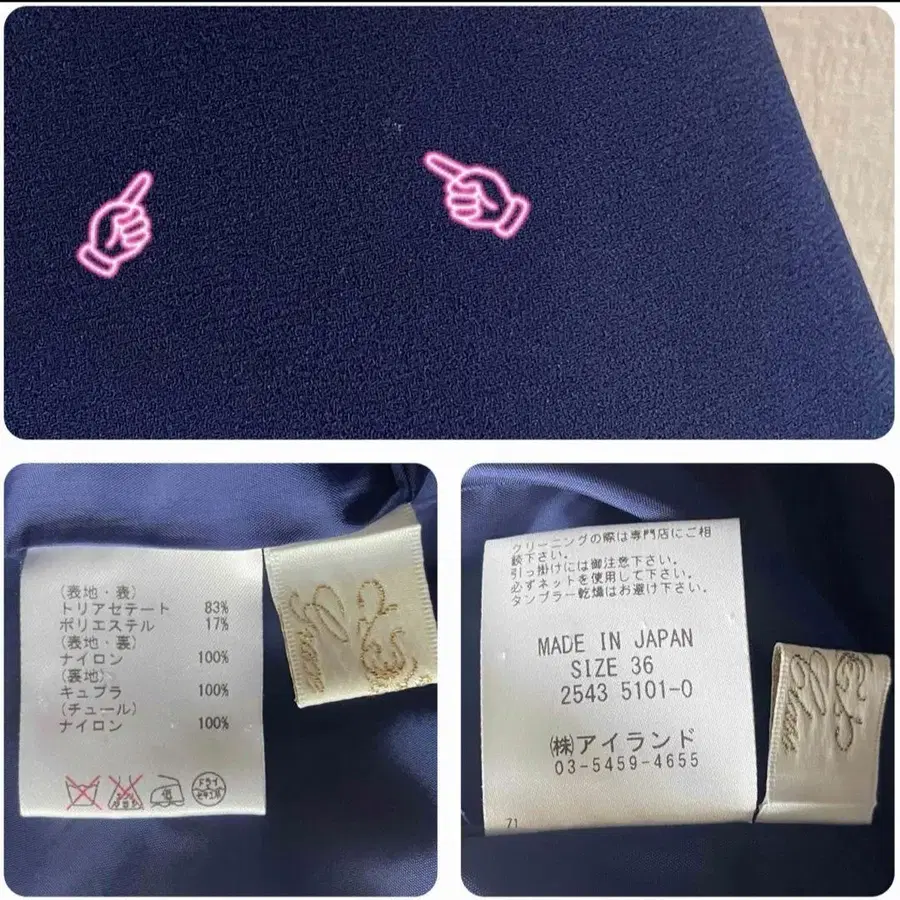 (表地・表)
トリアセテート 83%
ポリエステル 17%
(表地・裏)
ナイロン 100%
(裏地)
キュプラ 100%
(チュール)
ナイロン 100%
ドライ
クリーニングの際は専門店にご相
談下さい。
引っ掛けには御注意下さい。
必ずネットを使用して下さい。
タンブラー乾燥はお避け下さい。
MADE IN JAPAN
SIZE 36
2543 5101-0
(株)アイランド
03-5459-4655
71